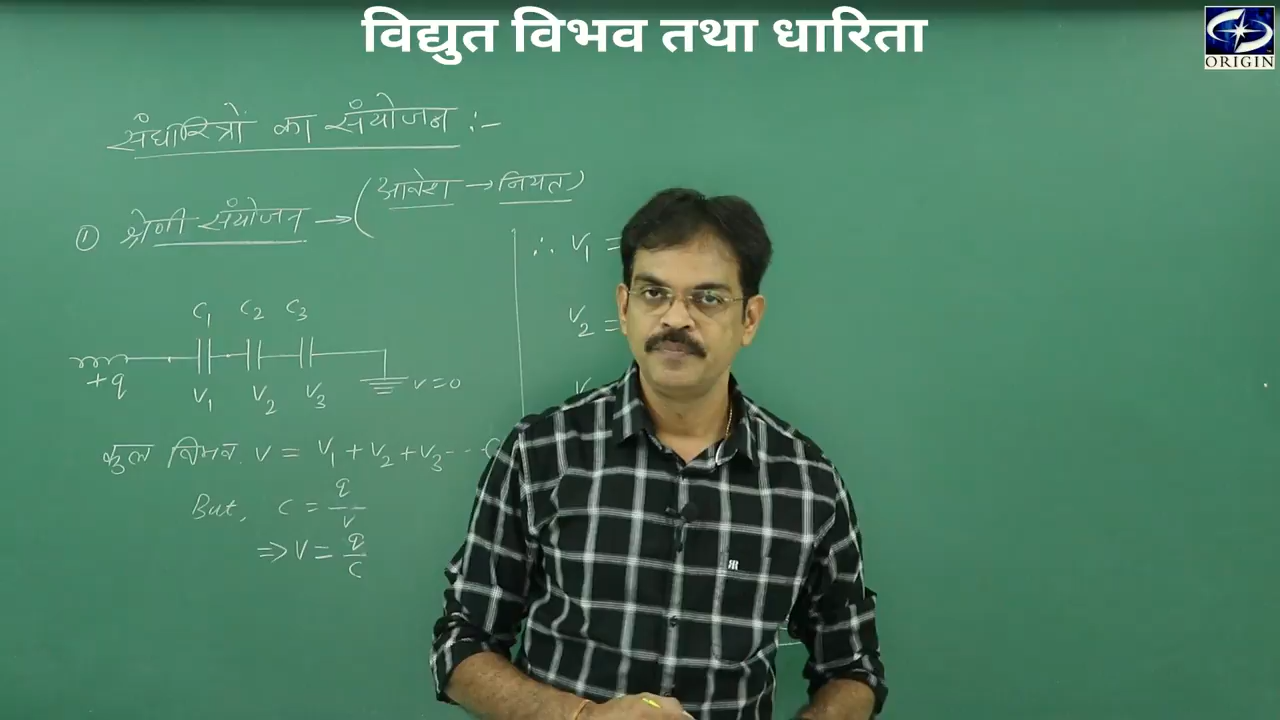 विद्युत विभव तथा धारिता
ORIGIN
संधारित्रों का संयोजन :-
① श्रेणी संयोजन → (आवेश → नियत)
C1 C2 C3
+q
V1 V2 V3
v=0
कुल विभव. V = V1 + V2 + V3 ---
But, C = q/V
⇒ V = q/C
∴ V1 =
V2 =
V